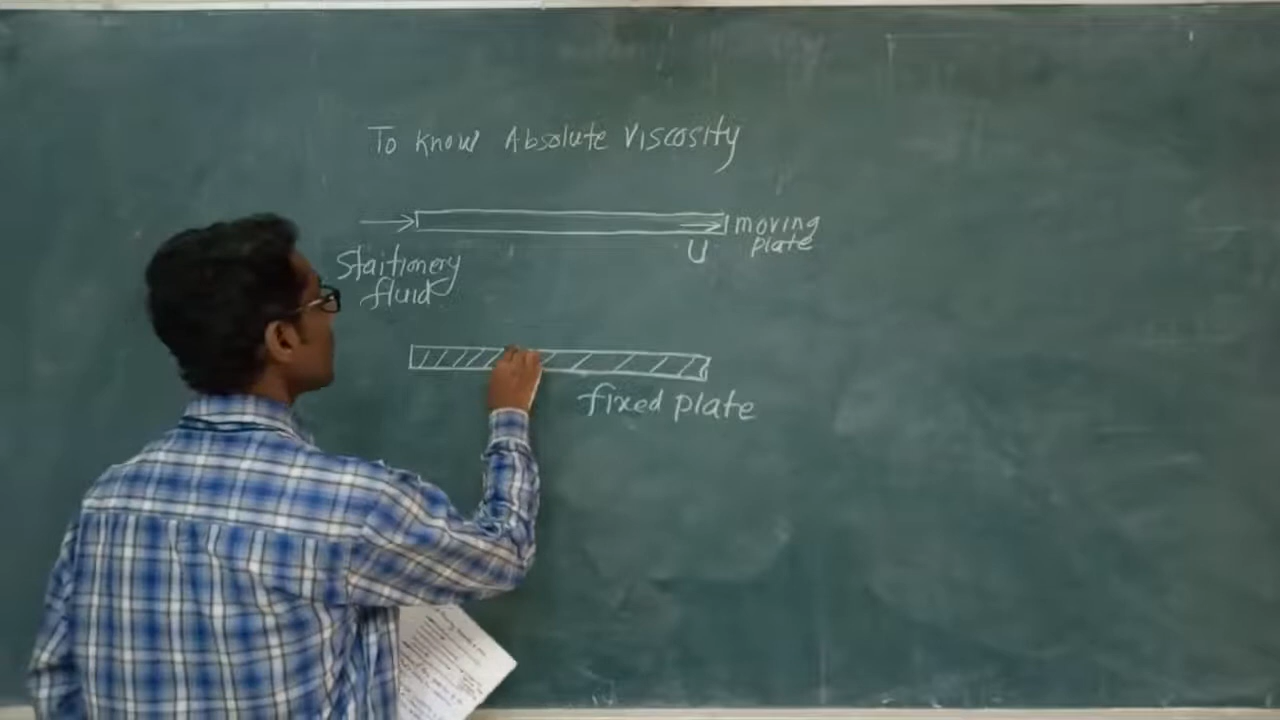 To know Absolute Viscosity
moving
plate
U
Staitionery
fluid
fixed plate